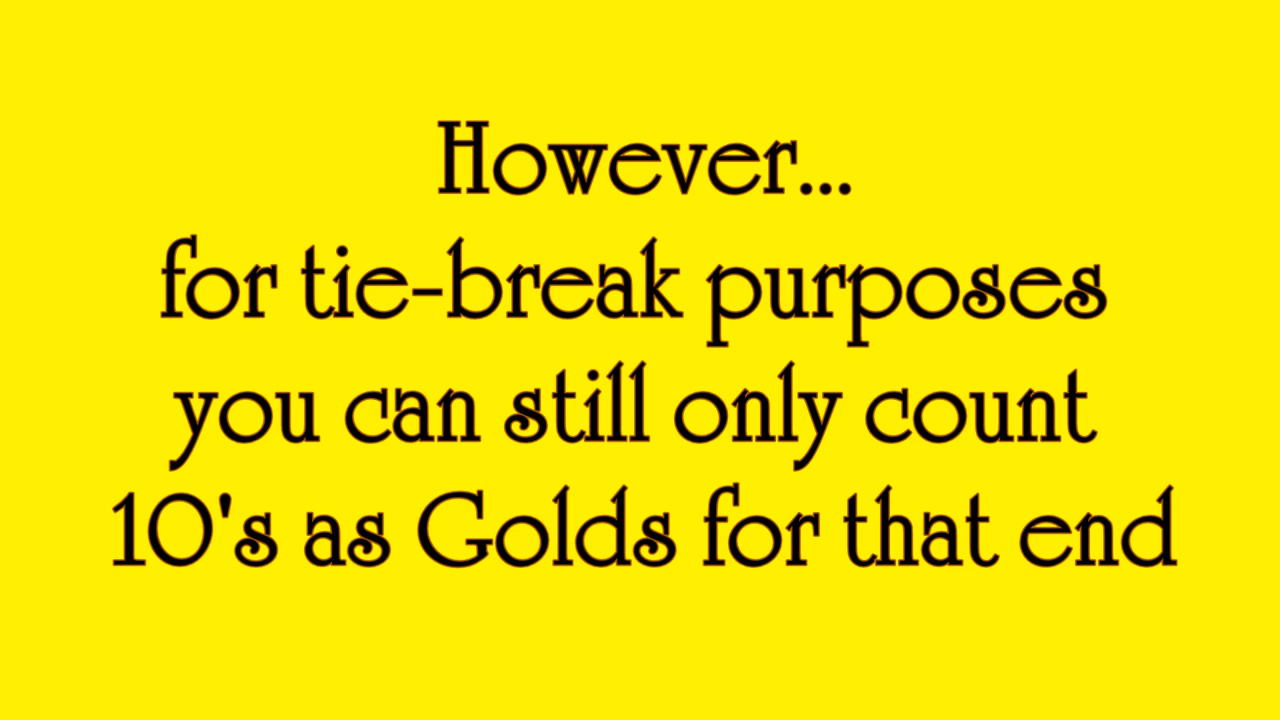 However...
for tie-break purposes
you can still only count
10's as Golds for that end